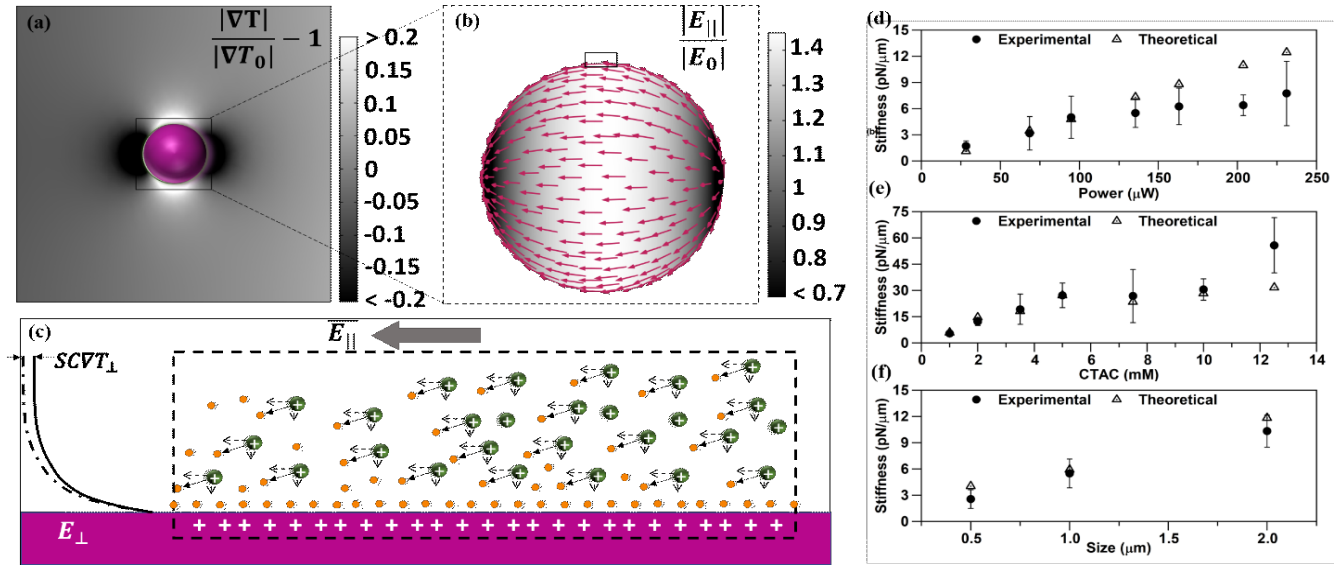 (a)
|∇T|
|∇T₀|
− 1
> 0.2
0.15
0.1
0.05
0
-0.05
-0.1
-0.15
< -0.2
(b)
|E||||
|E₀|
1.4
1.3
1.2
1.1
1
0.9
0.8
< 0.7
(c)
E||
SC∇T⊥
+ + + + + + + + + + + + + + + + + + + + +
E⊥
(d)
Experimental
Theoretical
Stiffness (pN/μm)
15
12
9
6
3
0
0 50 100 150 200 250
Power (μW)
(e)
Experimental
Theoretical
Stiffness (pN/μm)
75
60
45
30
15
0
0 2 4 6 8 10 12 14
CTAC (mM)
(f)
Experimental
Theoretical
Stiffness (pN/μm)
15
12
9
6
3
0
0.5 1.0 1.5 2.0
Size (μm)